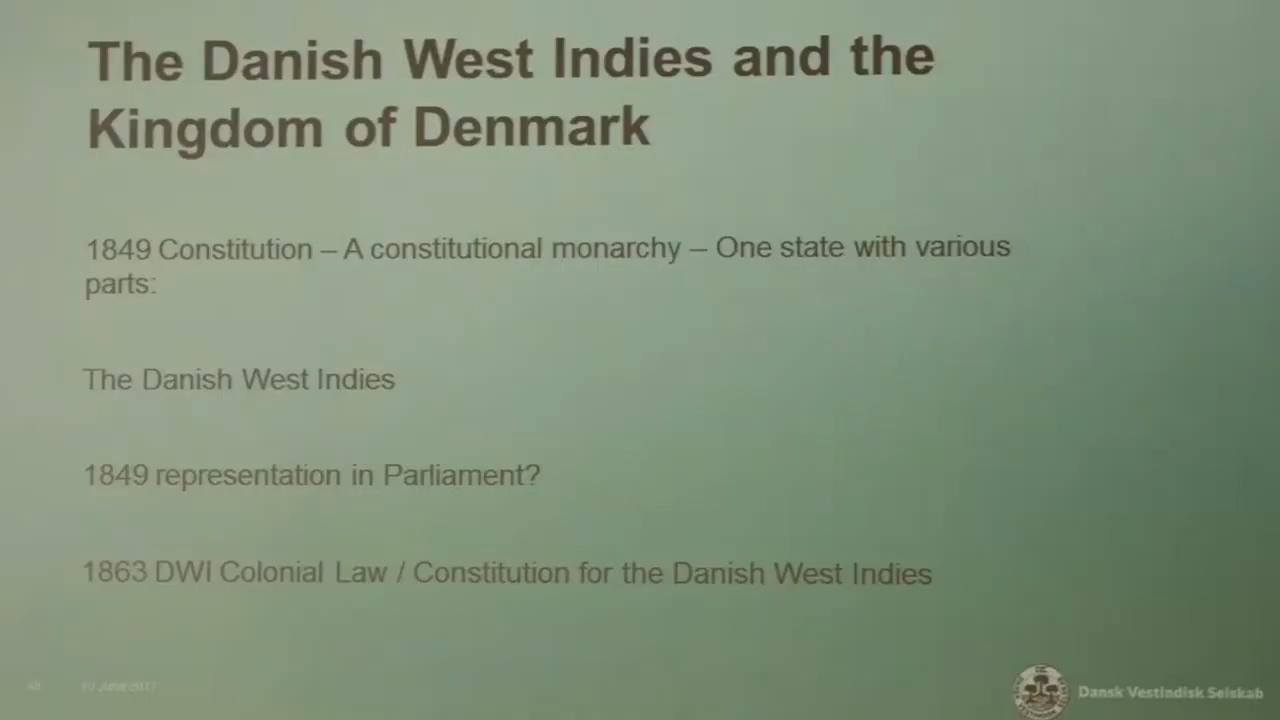 The Danish West Indies and the
Kingdom of Denmark
1849 Constitution – A constitutional monarchy – One state with various
parts:
The Danish West Indies
1849 representation in Parliament?
1863 DWI Colonial Law / Constitution for the Danish West Indies
Dansk Vestindisk Selskab